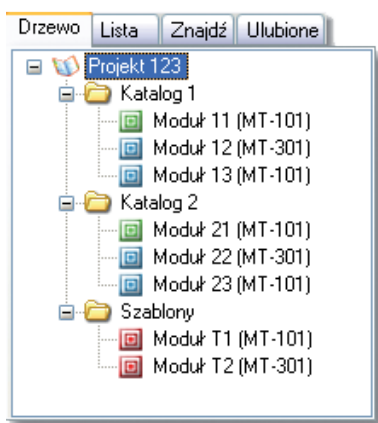 Drzewo Lista Znajdź Ulubione
Projekt 123
Katalog 1
Moduł 11 (MT-101)
Moduł 12 (MT-301)
Moduł 13 (MT-101)
Katalog 2
Moduł 21 (MT-101)
Moduł 22 (MT-301)
Moduł 23 (MT-101)
Szablony
Moduł T1 (MT-101)
Moduł T2 (MT-301)